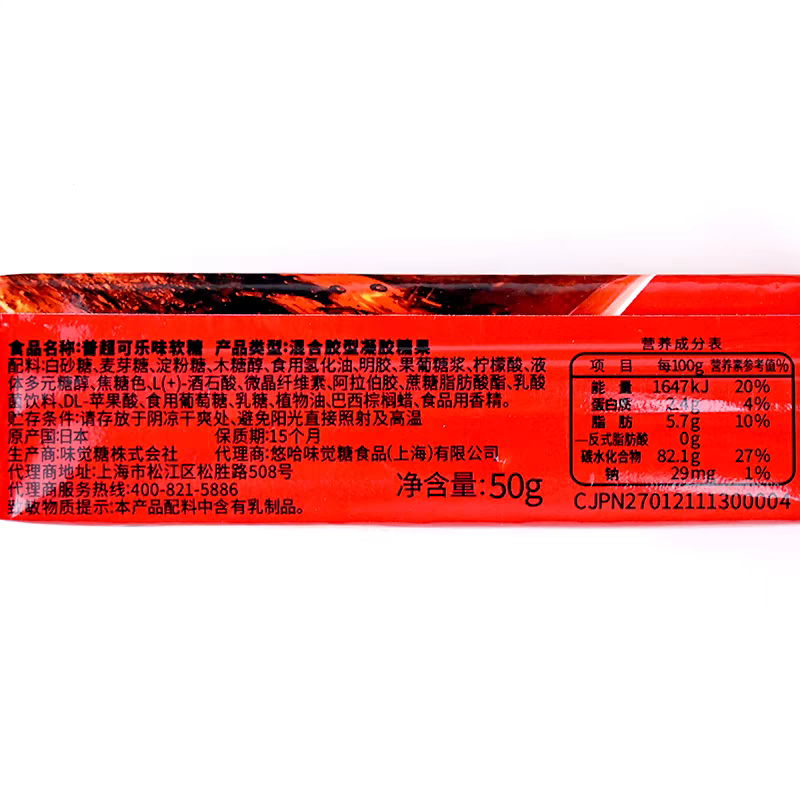 食品名称:普超可乐味软糖 产品类型:混合胶型凝胶糖果
配料:白砂糖、麦芽糖、淀粉糖、木糖醇、食用氢化油、明胶、果葡糖浆、柠檬酸、液
体多元糖醇、焦糖色、L(+)-酒石酸、微晶纤维素、阿拉伯胶、蔗糖脂肪酸酯、乳酸
菌饮料、DL-苹果酸、食用葡萄糖、乳糖、植物油、巴西棕榈蜡、食品用香精。
贮存条件:请存放于阴凉干爽处、避免阳光直接照射及高温
原产国:日本 保质期:15个月
生产商:味觉糖株式会社 代理商:悠哈味觉糖食品(上海)有限公司
代理商地址:上海市松江区松胜路508号
代理商服务热线:400-821-5886
致敏物质提示:本产品配料中含有乳制品。
净含量:50g
营养成分表
项 目 每100g 营养素参考值%
能 量 1647kJ 20%
蛋白质 2.4g 4%
脂 肪 5.7g 10%
—反式脂肪酸 0g
碳水化合物 82.1g 27%
钠 29mg 1%
CJPN27012111300004